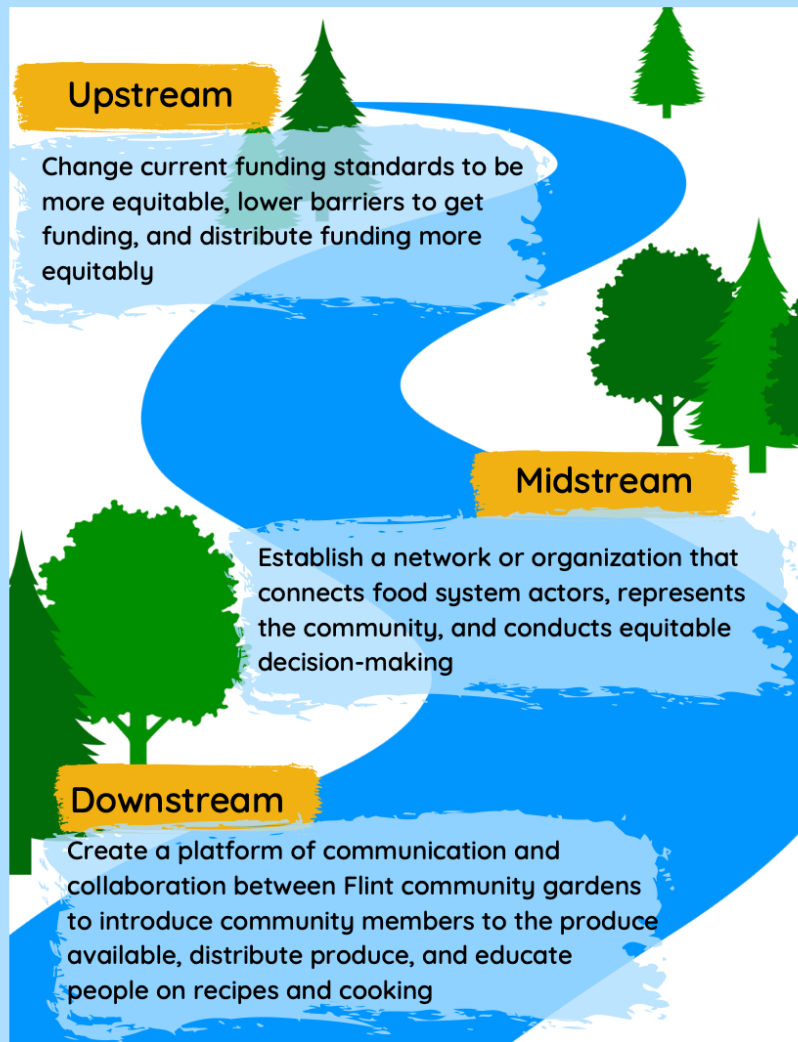 Upstream
Change current funding standards to be
more equitable, lower barriers to get
funding, and distribute funding more
equitably
Midstream
Establish a network or organization that
connects food system actors, represents
the community, and conducts equitable
decision-making
Downstream
Create a platform of communication and
collaboration between Flint community gardens
to introduce community members to the produce
available, distribute produce, and educate
people on recipes and cooking